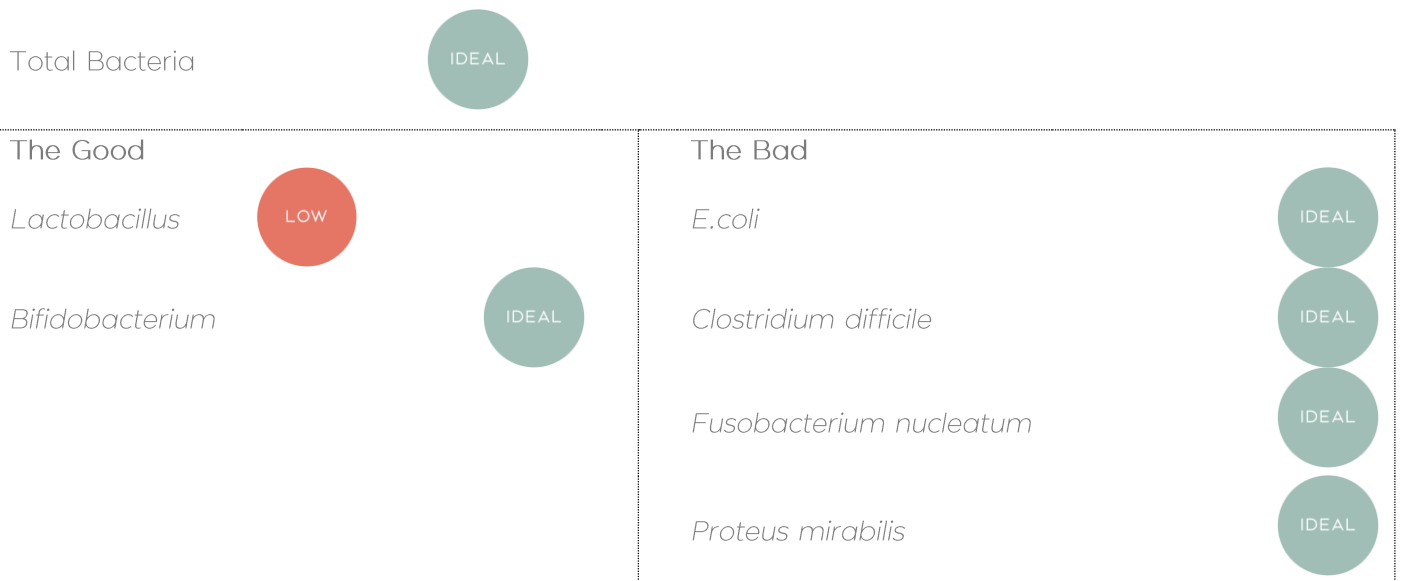 Total Bacteria IDEAL
The Good
Lactobacillus LOW
Bifidobacterium IDEAL
The Bad
E.coli IDEAL
Clostridium difficile IDEAL
Fusobacterium nucleatum IDEAL
Proteus mirabilis IDEAL